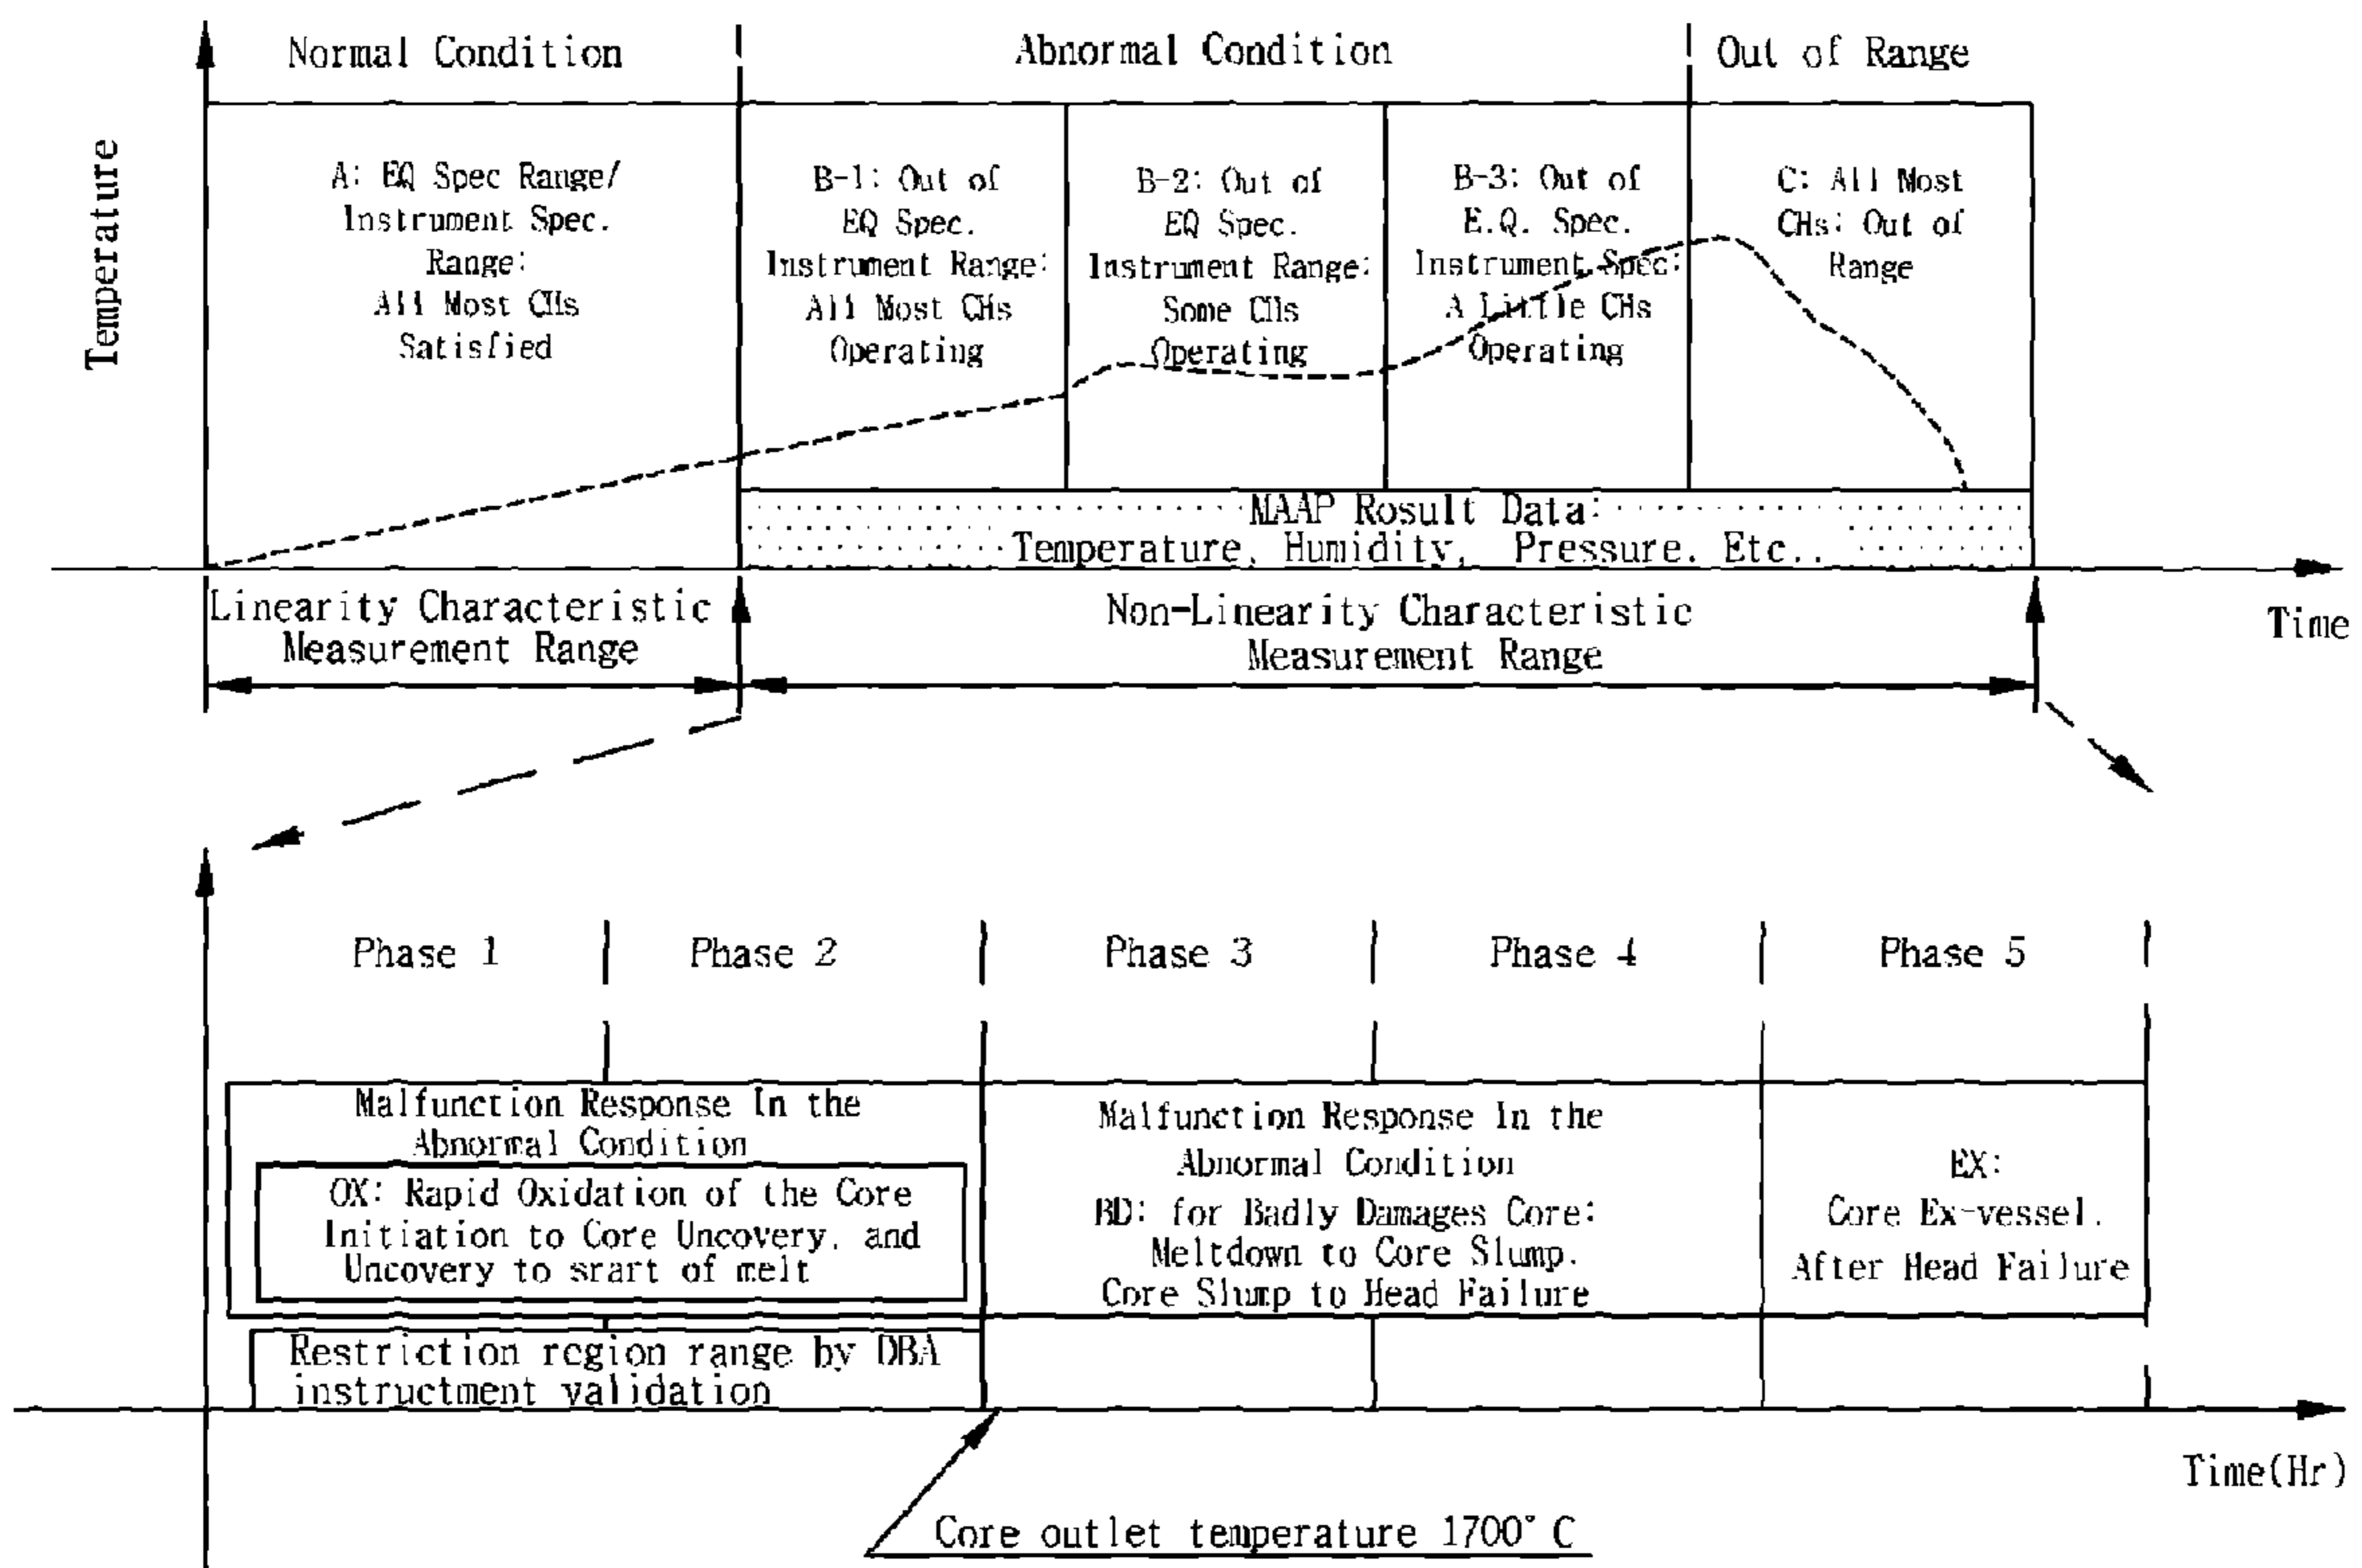 Normal Condition
Abnormal Condition
Out of Range
Temperature
A: EQ Spec Range/
Instrument Spec.
Range:
All Most CHs
Satisfied
B-1: Out of
EQ Spec.
Instrument Range:
All Most CHs
Operating
B-2: Out of
EQ Spec.
Instrument Range:
Some CHs
Operating
B-3: Out of
E.Q. Spec.
Instrument Spec:
A Little CHs
Operating
C: All Most
CHs: Out of
Range
MAAP Rosult Data:
Temperature, Humidity, Pressure. Etc..
Linearity Characteristic
Measurement Range
Non-Linearity Characteristic
Measurement Range
Time
Phase 1
Phase 2
Phase 3
Phase 4
Phase 5
Malfunction Response In the
Abnormal Condition
OX: Rapid Oxidation of the Core
Initiation to Core Uncovery, and
Uncovery to srart of melt
Restriction region range by DBA
instructment validation
Malfunction Response In the
Abnormal Condition
BD: for Badly Damages Core:
Meltdown to Core Slump.
Core Slump to Head Failure
EX:
Core Ex-vessel.
After Head Failure
Time(Hr)
Core outlet temperature 1700° C